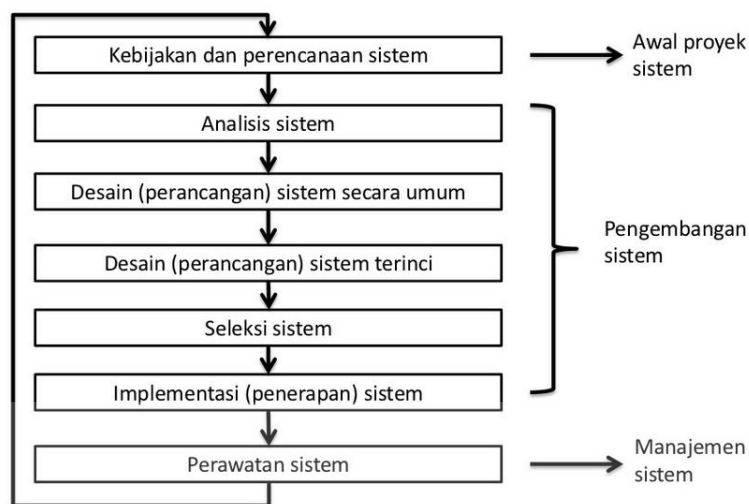 Kebijakan dan perencanaan sistem
Awal proyek
sistem
Analisis sistem
Desain (perancangan) sistem secara umum
Pengembangan
sistem
Desain (perancangan) sistem terinci
Seleksi sistem
Implementasi (penerapan) sistem
Perawatan sistem
Manajemen
sistem